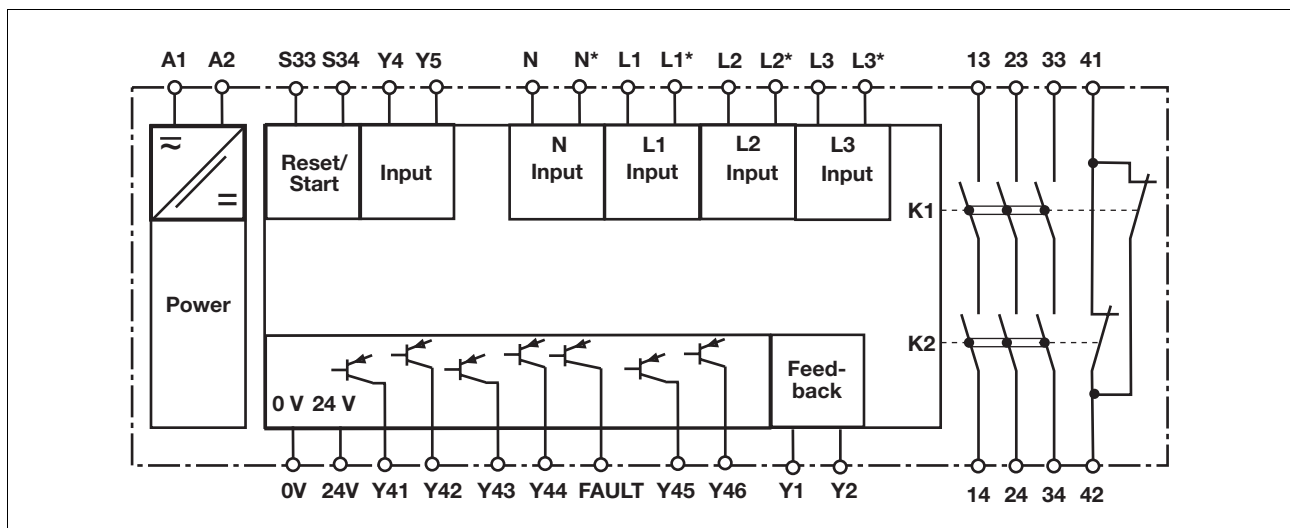 A1 A2 S33 S34 Y4 Y5 N N* L1 L1* L2 L2* L3 L3* 13 23 33 41
≂
=
Reset/
Start
Input
N
Input
L1
Input
L2
Input
L3
Input
K1
Power
K2
Feed-
back
0 V 24 V
0V 24V Y41 Y42 Y43 Y44 FAULT Y45 Y46 Y1 Y2 14 24 34 42